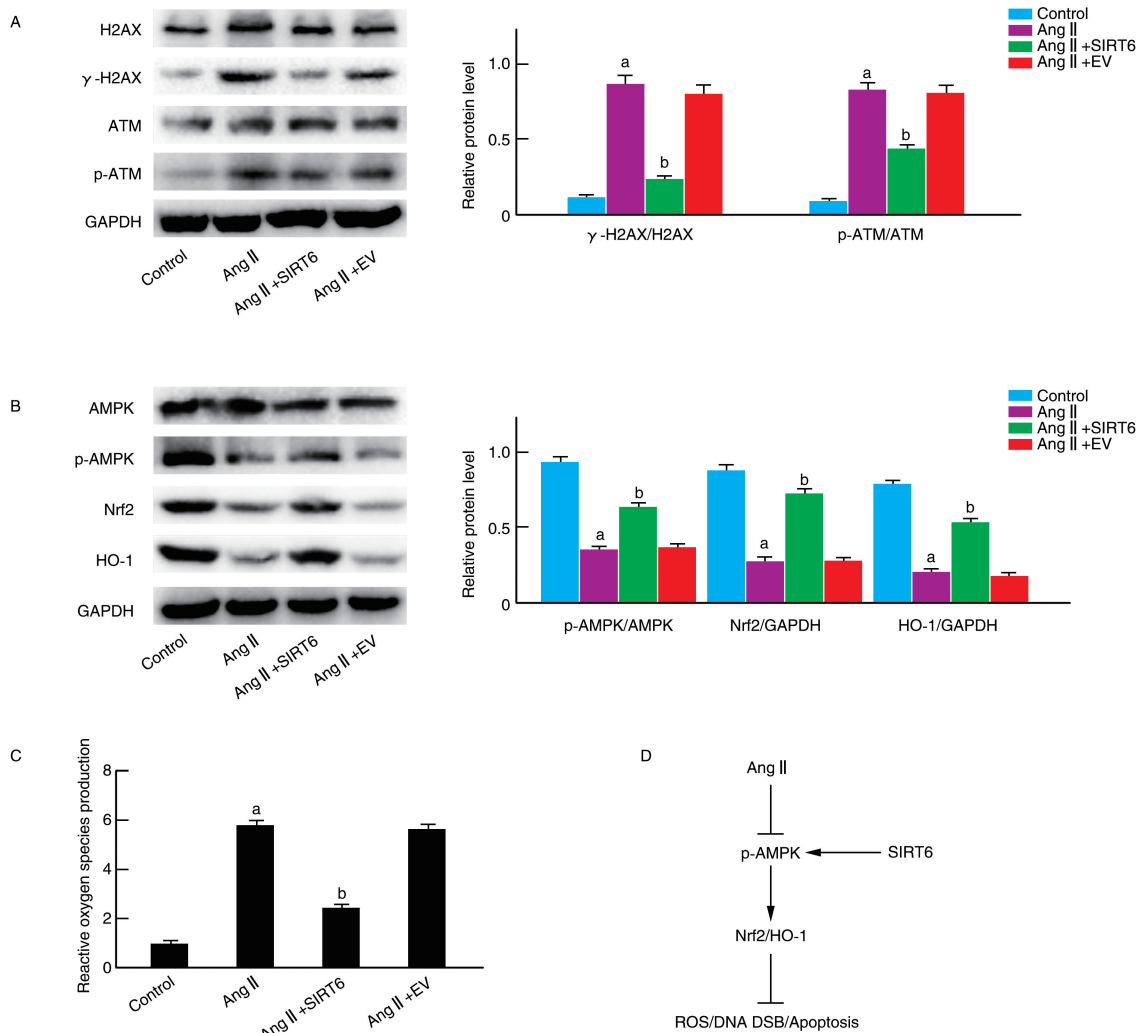 A
H2AX
γ-H2AX
ATM
p-ATM
GAPDH
Control
Ang Ⅱ
Ang Ⅱ +SIRT6
Ang Ⅱ +EV
Relative protein level
1.0
0.5
0
a
b
a
b
γ-H2AX/H2AX
p-ATM/ATM
Control
Ang Ⅱ
Ang Ⅱ +SIRT6
Ang Ⅱ +EV
B
AMPK
p-AMPK
Nrf2
HO-1
GAPDH
Control
Ang Ⅱ
Ang Ⅱ +SIRT6
Ang Ⅱ +EV
Relative protein level
1.0
0.5
0
a
b
a
b
a
b
p-AMPK/AMPK
Nrf2/GAPDH
HO-1/GAPDH
Control
Ang Ⅱ
Ang Ⅱ +SIRT6
Ang Ⅱ +EV
C
Reactive oxygen species production
8
6
4
2
0
a
b
Control
Ang Ⅱ
Ang Ⅱ +SIRT6
Ang Ⅱ +EV
D
Ang Ⅱ
p-AMPK
SIRT6
Nrf2/HO-1
ROS/DNA DSB/Apoptosis